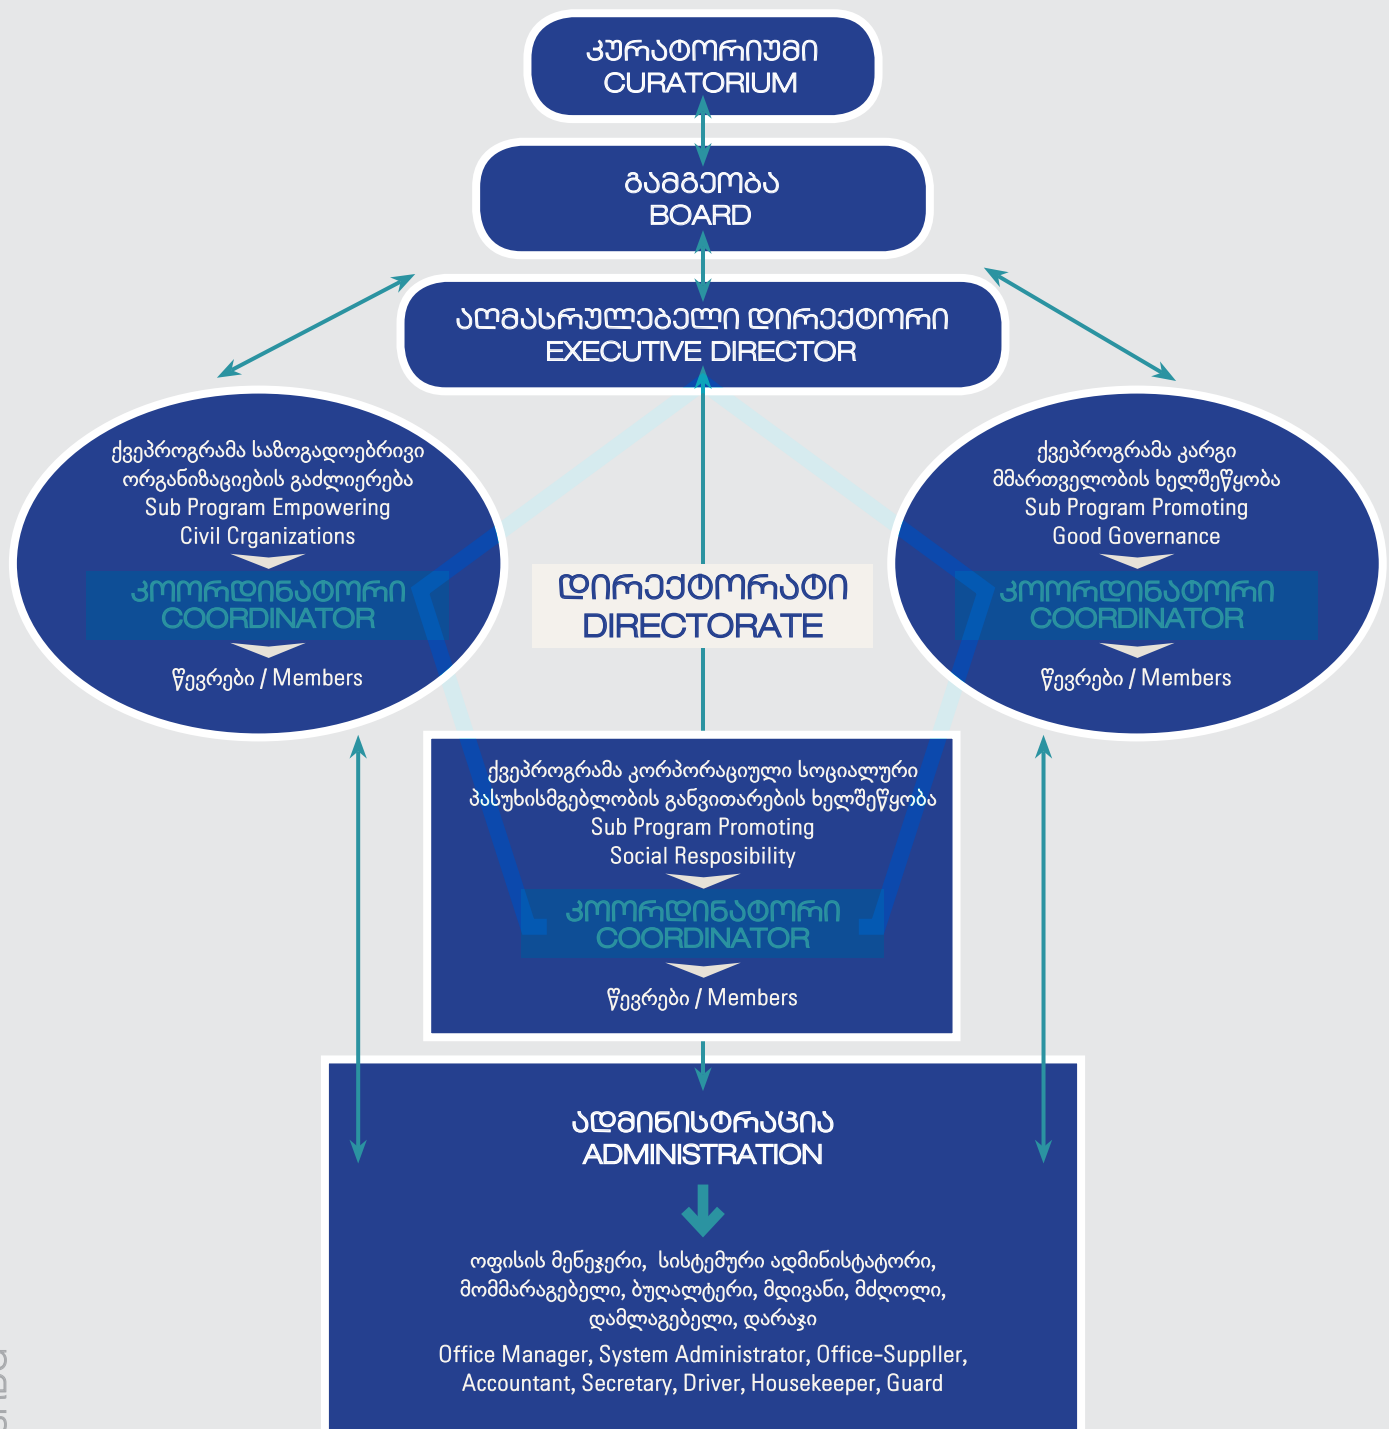 კურატორიუმი
CURATORIUM
გამგეობა
BOARD
აღმასრულებელი დირექტორი
EXECUTIVE DIRECTOR
ქვეპროგრამა საზოგადოებრივი
ორგანიზაციების გაძლიერება
Sub Program Empowering
Civil Crganizations
კოორდინატორი
COORDINATOR
წევრები / Members
ქვეპროგრამა კარგი
მმართველობის ხელშეწყობა
Sub Program Promoting
Good Governance
კოორდინატორი
COORDINATOR
წევრები / Members
დირექტორატი
DIRECTORATE
ქვეპროგრამა კორპორაციული სოციალური
პასუხისმგებლობის განვითარების ხელშეწყობა
Sub Program Promoting
Social Resposibility
კოორდინატორი
COORDINATOR
წევრები / Members
ადმინისტრაცია
ADMINISTRATION
ოფისის მენეჯერი, სისტემური ადმინისტატორი,
მომმარაგებელი, ბუღალტერი, მდივანი, მძღოლი,
დამლაგებელი, დარაჯი
Office Manager, System Administrator, Office-Suppller,
Accountant, Secretary, Driver, Housekeeper, Guard